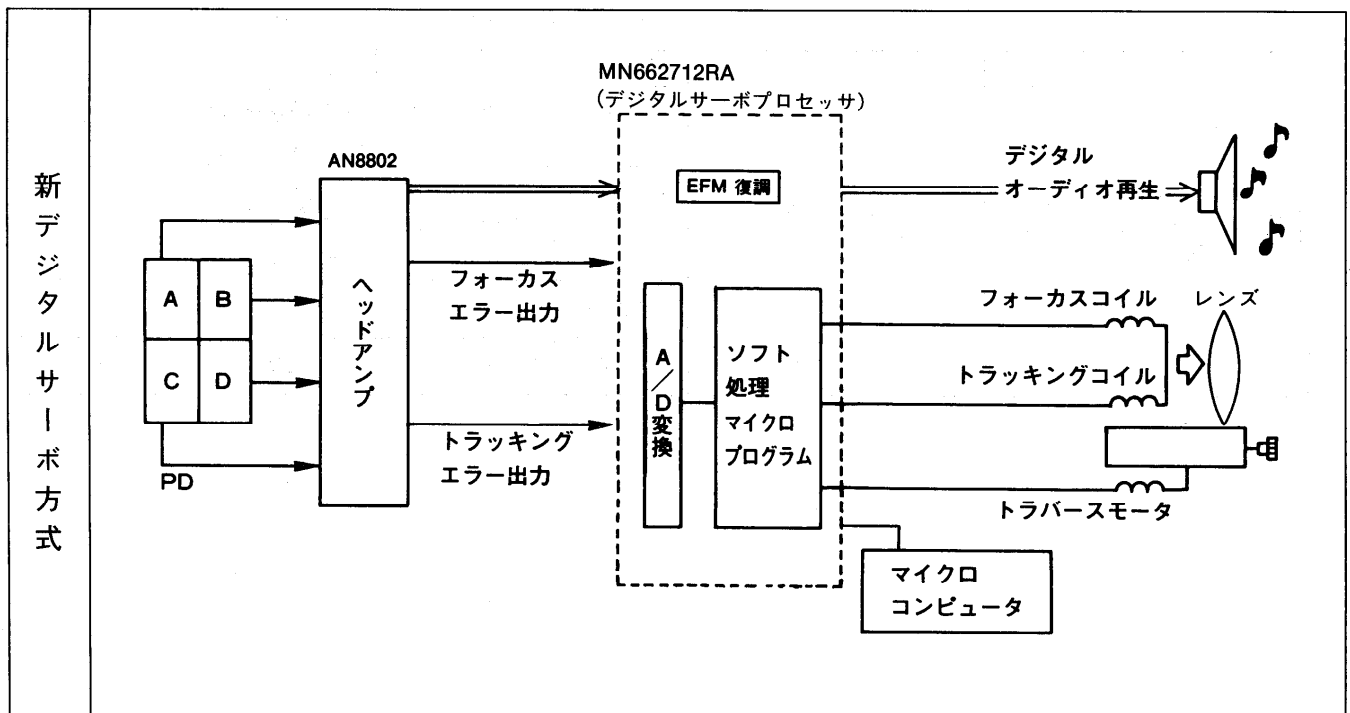 新デジタルサーボ方式
MN662712RA
(デジタルサーボプロセッサ)
AN8802
EFM 復調
デジタル
オーディオ再生
A
B
C
D
PD
ヘッドアンプ
フォーカス
エラー出力
トラッキング
エラー出力
A/D変換
ソフト
処理
マイクロ
プログラム
フォーカスコイル
レンズ
トラッキングコイル
トラバースモータ
マイクロ
コンピュータ